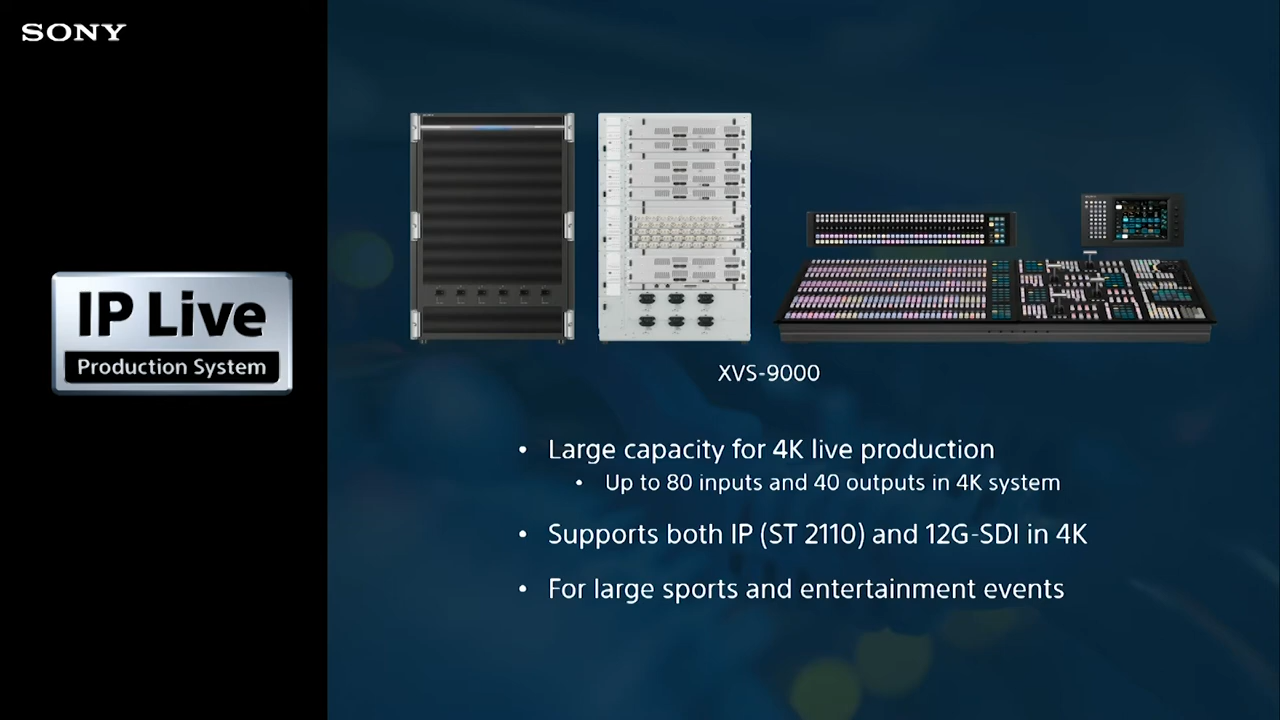 SONY
IP Live
Production System
XVS-9000
• Large capacity for 4K live production
• Up to 80 inputs and 40 outputs in 4K system
• Supports both IP (ST 2110) and 12G-SDI in 4K
• For large sports and entertainment events